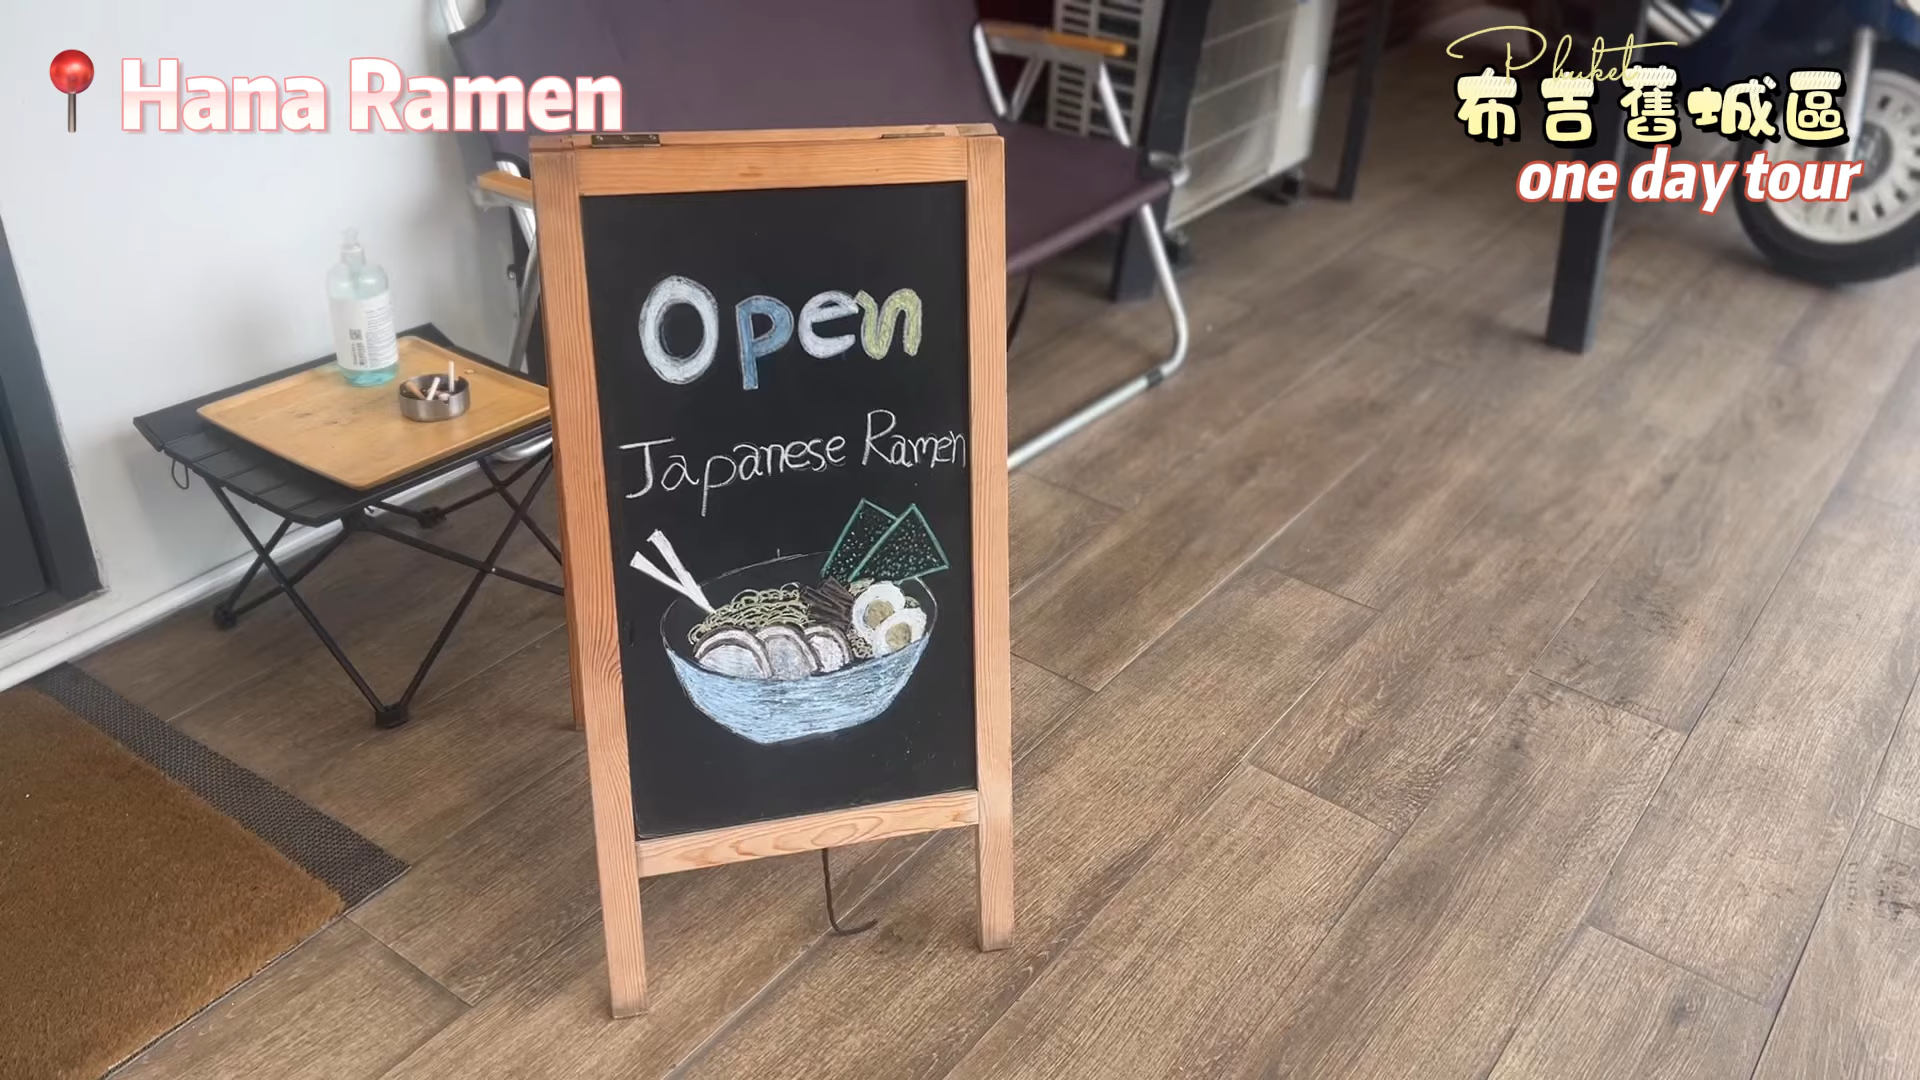 Hana Ramen
Phuket
布吉舊城區
one day tour
Open
Japanese Ramen